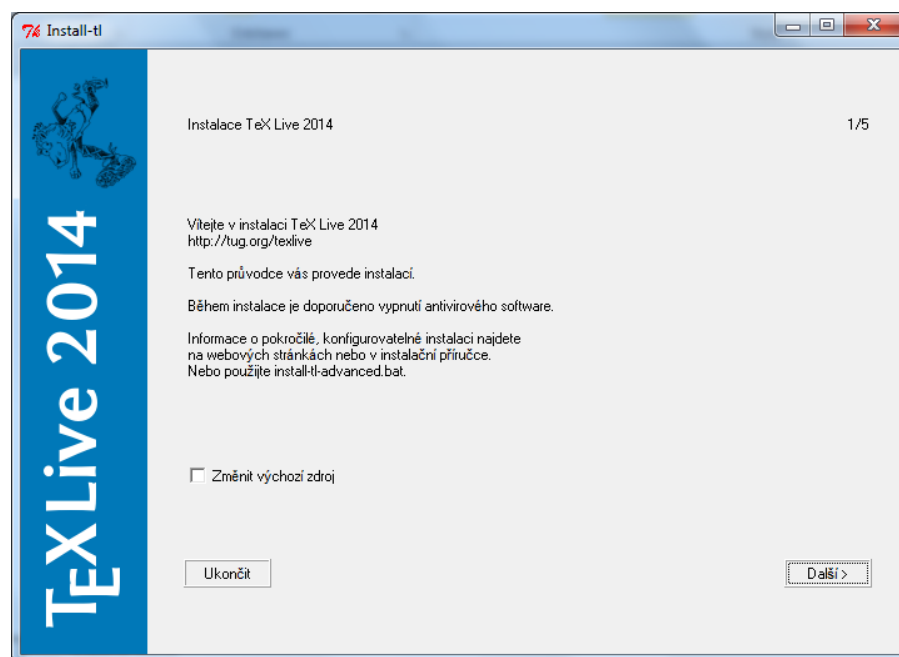 Install-tl
TEXLive 2014
Instalace TeX Live 2014
1/5
Vítejte v instalaci TeX Live 2014
http://tug.org/texlive
Tento průvodce vás provede instalací.
Během instalace je doporučeno vypnutí antivirového software.
Informace o pokročilé, konfigurovatelné instalaci najdete
na webových stránkách nebo v instalační příručce.
Nebo použijte install-tl-advanced.bat.
Změnit výchozí zdroj
Ukončit
Další >